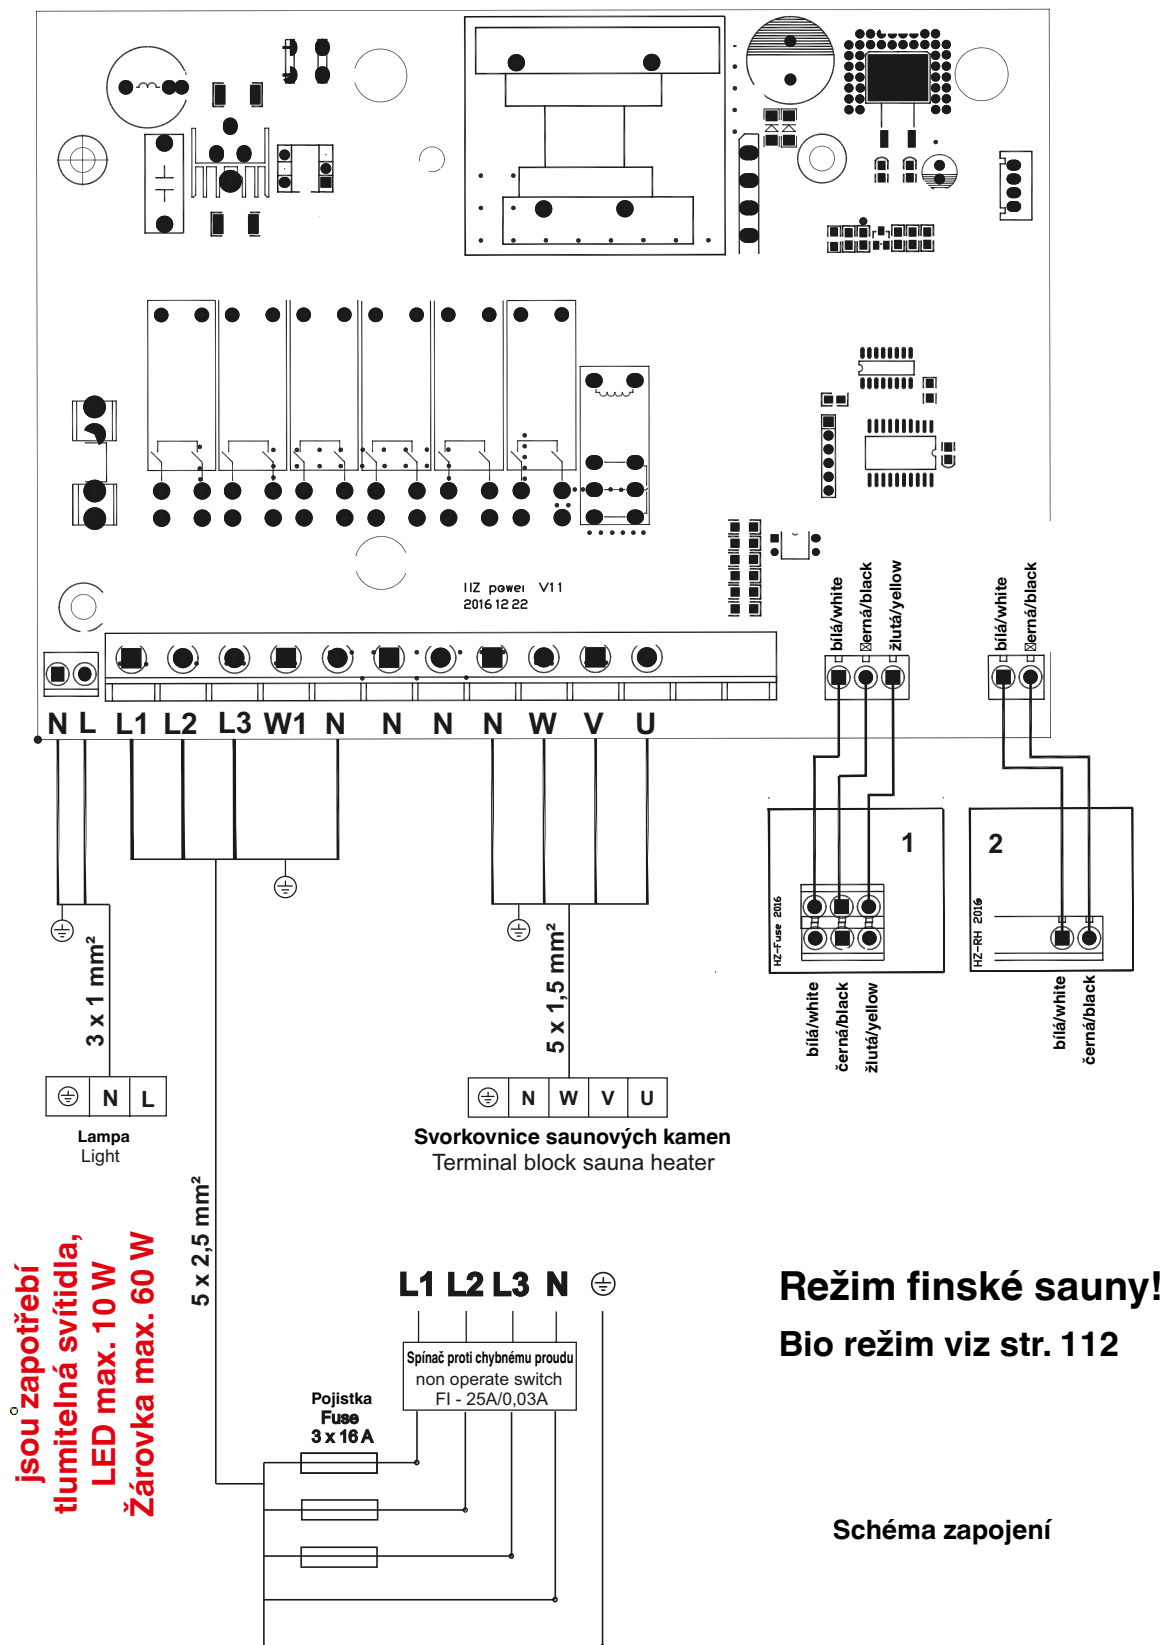 HZ power V11
2016 12 22
bílá/white
erná/black
žlutá/yellow
bílá/white
erná/black
N L L1 L2 L3 W1 N N N N W V U
1
HZ-Fuse 2016
2
HZ-RH 2016
bílá/white
černá/black
žlutá/yellow
bílá/white
černá/black
3 x 1 mm²
5 x 1,5 mm²
N L
Lampa
Light
N W V U
Svorkovnice saunových kamen
Terminal block sauna heater
5 x 2,5 mm²
jsou zapotřebí
tlumitelná svítidla,
LED max. 10 W
Žárovka max. 60 W
L1 L2 L3 N
Spínač proti chybnému proudu
non operate switch
FI - 25A/0,03A
Pojistka
Fuse
3 x 16 A
Režim finské sauny!
Bio režim viz str. 112
Schéma zapojení